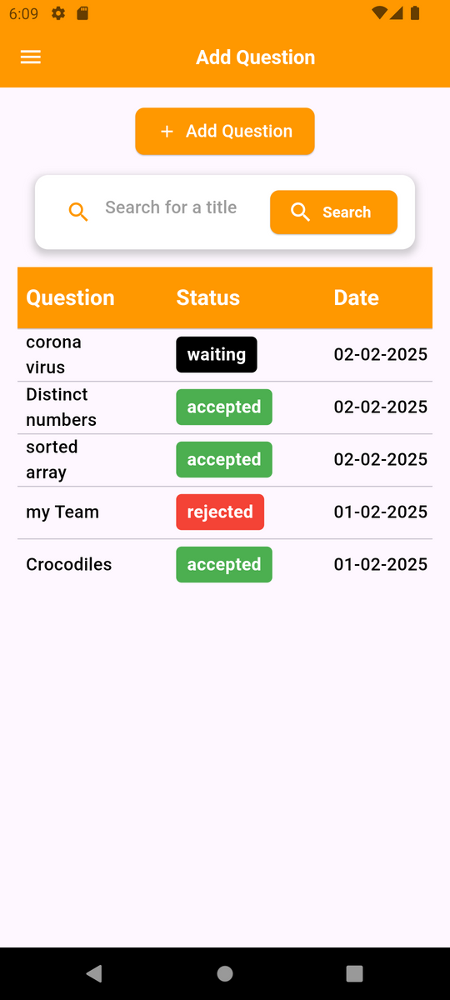 6:09
Add Question
+ Add Question
Search for a title
Search
Question Status Date
corona
virus
waiting 02-02-2025
Distinct
numbers
accepted 02-02-2025
sorted
array
accepted 02-02-2025
my Team rejected 01-02-2025
Crocodiles accepted 01-02-2025